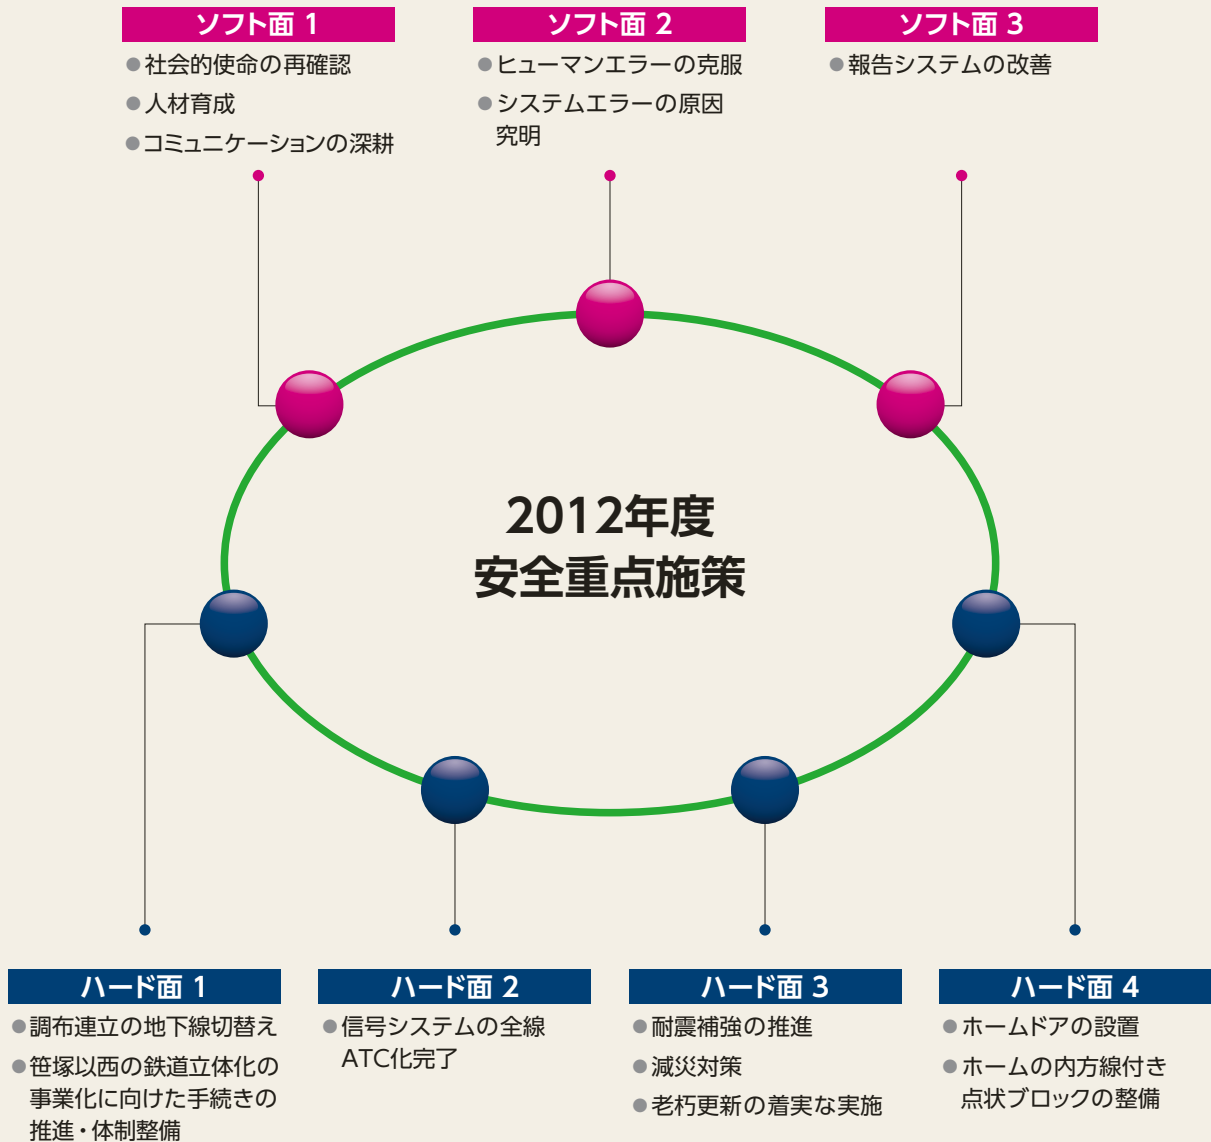 ソフト面 1
●社会的使命の再確認
●人材育成
●コミュニケーションの深耕
ソフト面 2
●ヒューマンエラーの克服
●システムエラーの原因
究明
ソフト面 3
●報告システムの改善
2012年度
安全重点施策
ハード面 1
●調布連立の地下線切替え
●笹塚以西の鉄道立体化の
事業化に向けた手続きの
推進・体制整備
ハード面 2
●信号システムの全線
ATC化完了
ハード面 3
●耐震補強の推進
●減災対策
●老朽更新の着実な実施
ハード面 4
●ホームドアの設置
●ホームの内方線付き
点状ブロックの整備